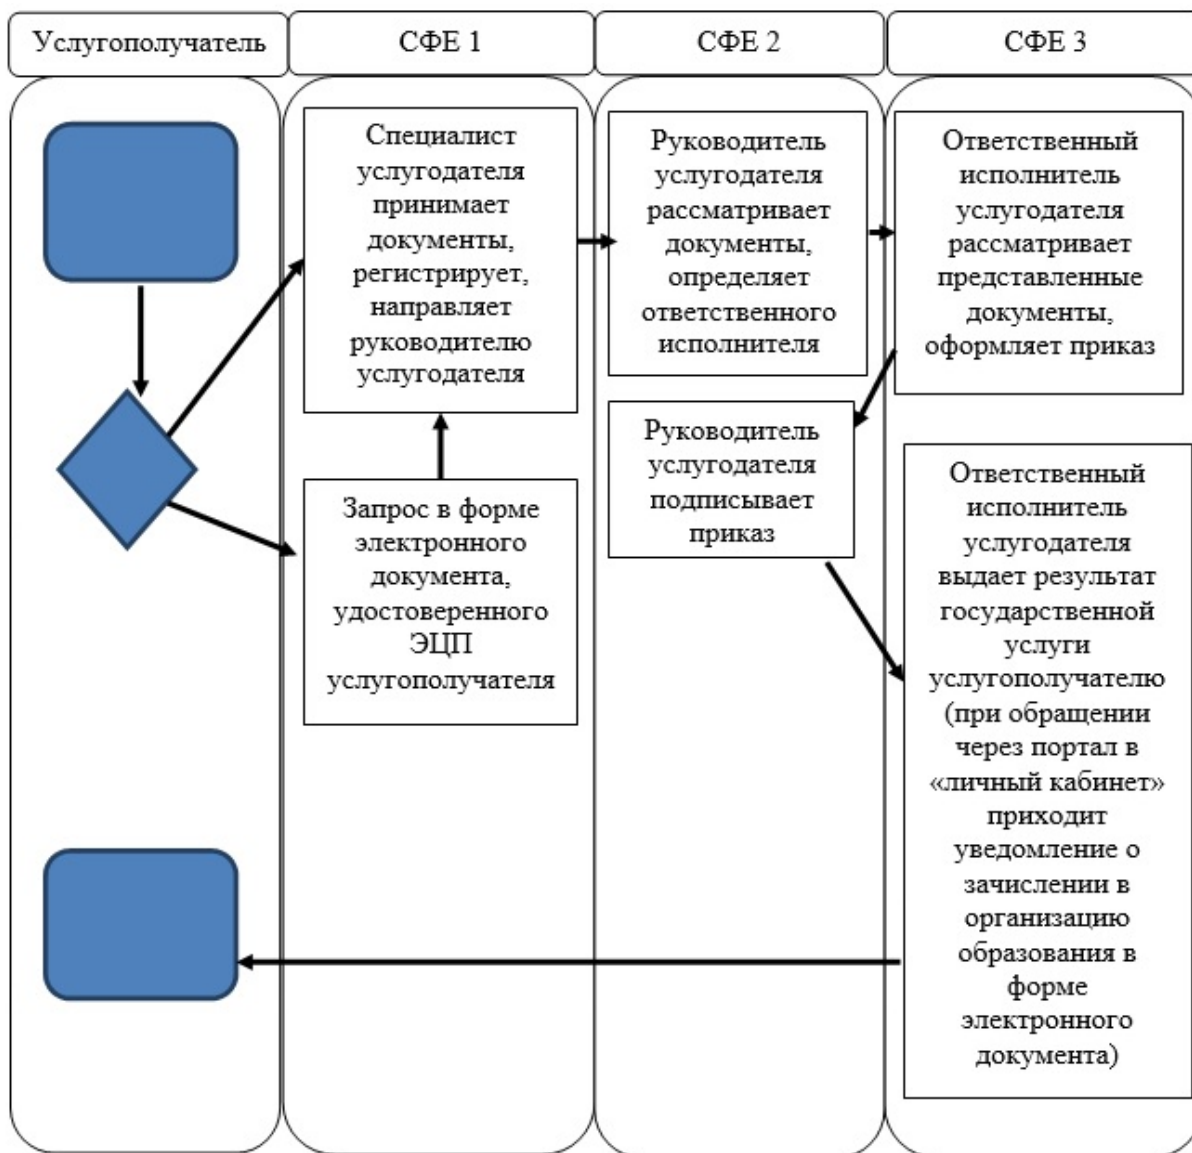 Услугополучатель
СФЕ 1
СФЕ 2
СФЕ 3
Специалист
услугодателя
принимает
документы,
регистрирует,
направляет
руководителю
услугодателя
Запрос в форме
электронного
документа,
удостоверенного
ЭЦП
услугополучателя
Руководитель
услугодателя
рассматривает
документы,
определяет
ответственного
исполнителя
Руководитель
услугодателя
подписывает
приказ
Ответственный
исполнитель
услугодателя
рассматривает
представленные
документы,
оформляет приказ
Ответственный
исполнитель
услугодателя
выдает результат
государственной
услуги
услугополучателю
(при обращении
через портал в
«личный кабинет»
приходит
уведомление о
зачислении в
организацию
образования в
форме
электронного
документа)